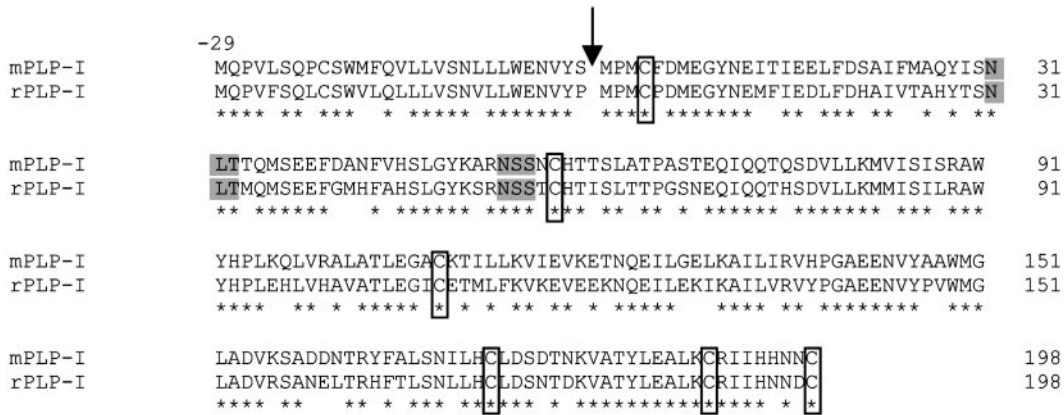 -29
mPLP-I MQPVLSQPCSWMFQVLLVSNLLLWENVYS MPMCFDMEGYNEITIEELFDSAIFMAQYISN 31
rPLP-I MQPVFSQLCSWVLQLLLVSNLLVWENVYP MPMCPDMEGYNEMFIEDLFDHAIVTAHYTSN 31
**** ** ***  * ******* ******  **** *******  ** *** **  * * **
mPLP-I LTTQMSEEFDANFVHSLGYKARNSSNCHTTSLATPASTEQIQQTQSDVLLKMVISISRAW 91
rPLP-I LTMQMSEEFGMHFAHSLGYKSRNSSTCHTISLTTPGSNEQIQQTHSDVLLKMMISILRAW 91
** ******   * ****** **** *** ** ** * ****** ******* *** ***
mPLP-I YHPLKQLVRALATLEGACKTILLKVIEVKETNQEILGELKAILIRVHPGAEENVYAAWMG 151
rPLP-I YHPLEHLVHAVATLEGICETMLFKVKEVEEKNQEILEKIKAILVRVYPGAEENVYPVWMG 151
****  ** * ***** * * * ** ** * *****   **** ** ********  ***
mPLP-I LADVKSADDNTRYFALSNILHCLDSDTNKVATYLEALKCRIIHHNNC 198
rPLP-I LADVRSANELTRHFTLSNLLHCLDSNTDKVATYLEALKCRIIHNNDC 198
**** **   ** * *** ****** * *************** * *